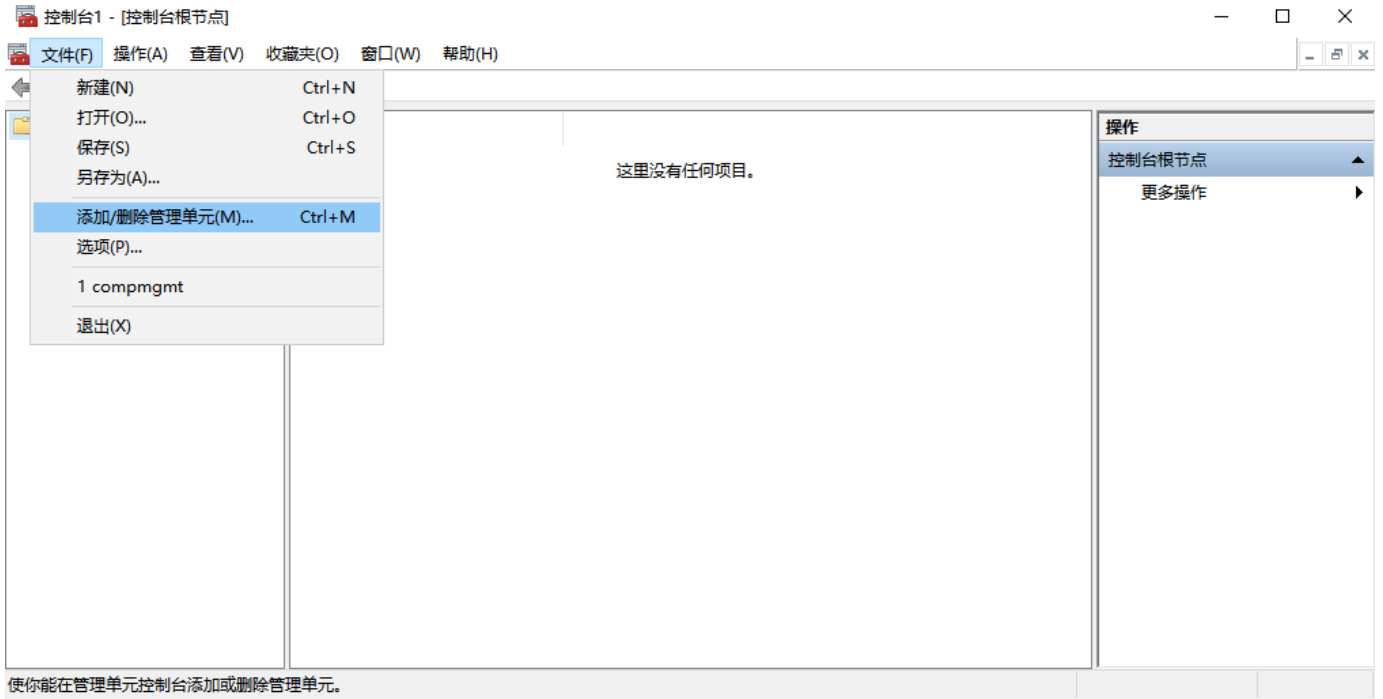 控制台1 - [控制台根节点]
文件(F) 操作(A) 查看(V) 收藏夹(O) 窗口(W) 帮助(H)
新建(N) Ctrl+N
打开(O)... Ctrl+O
保存(S) Ctrl+S
另存为(A)...
添加/删除管理单元(M)... Ctrl+M
选项(P)...
1 compmgmt
退出(X)
这里没有任何项目。
操作
控制台根节点
更多操作
使你能在管理单元控制台添加或删除管理单元。